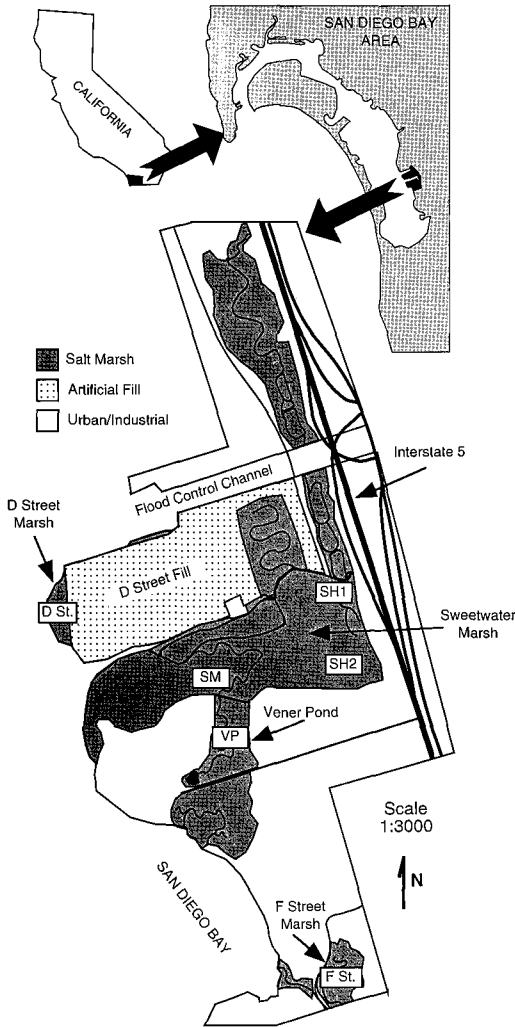 SAN DIEGO BAY
AREA
CALIFORNIA
Salt Marsh
Artificial Fill
Urban/Industrial
Interstate 5
Flood Control Channel
D Street
Marsh
D Street Fill
D St.
SH1
Sweetwater
Marsh
SH2
SM
Vener Pond
VP
Scale
1:3000
N
SAN DIEGO BAY
F Street
Marsh
F St.